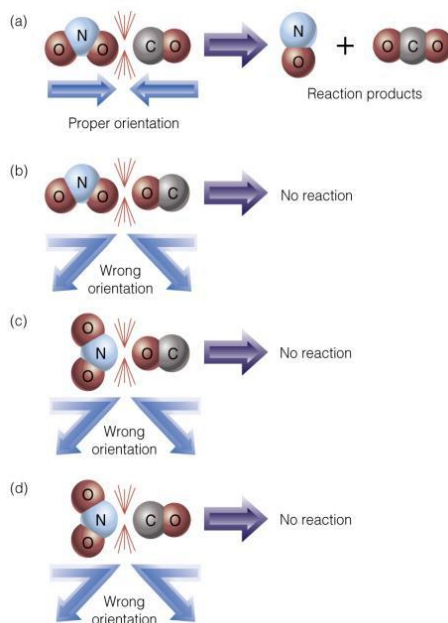 (a)
O N O C O
N
O
+
O C O
Proper orientation
Reaction products
(b)
O N O O C
No reaction
Wrong
orientation
(c)
O
N
O
O C
No reaction
Wrong
orientation
(d)
O
N
O
C O
No reaction
Wrong
orientation